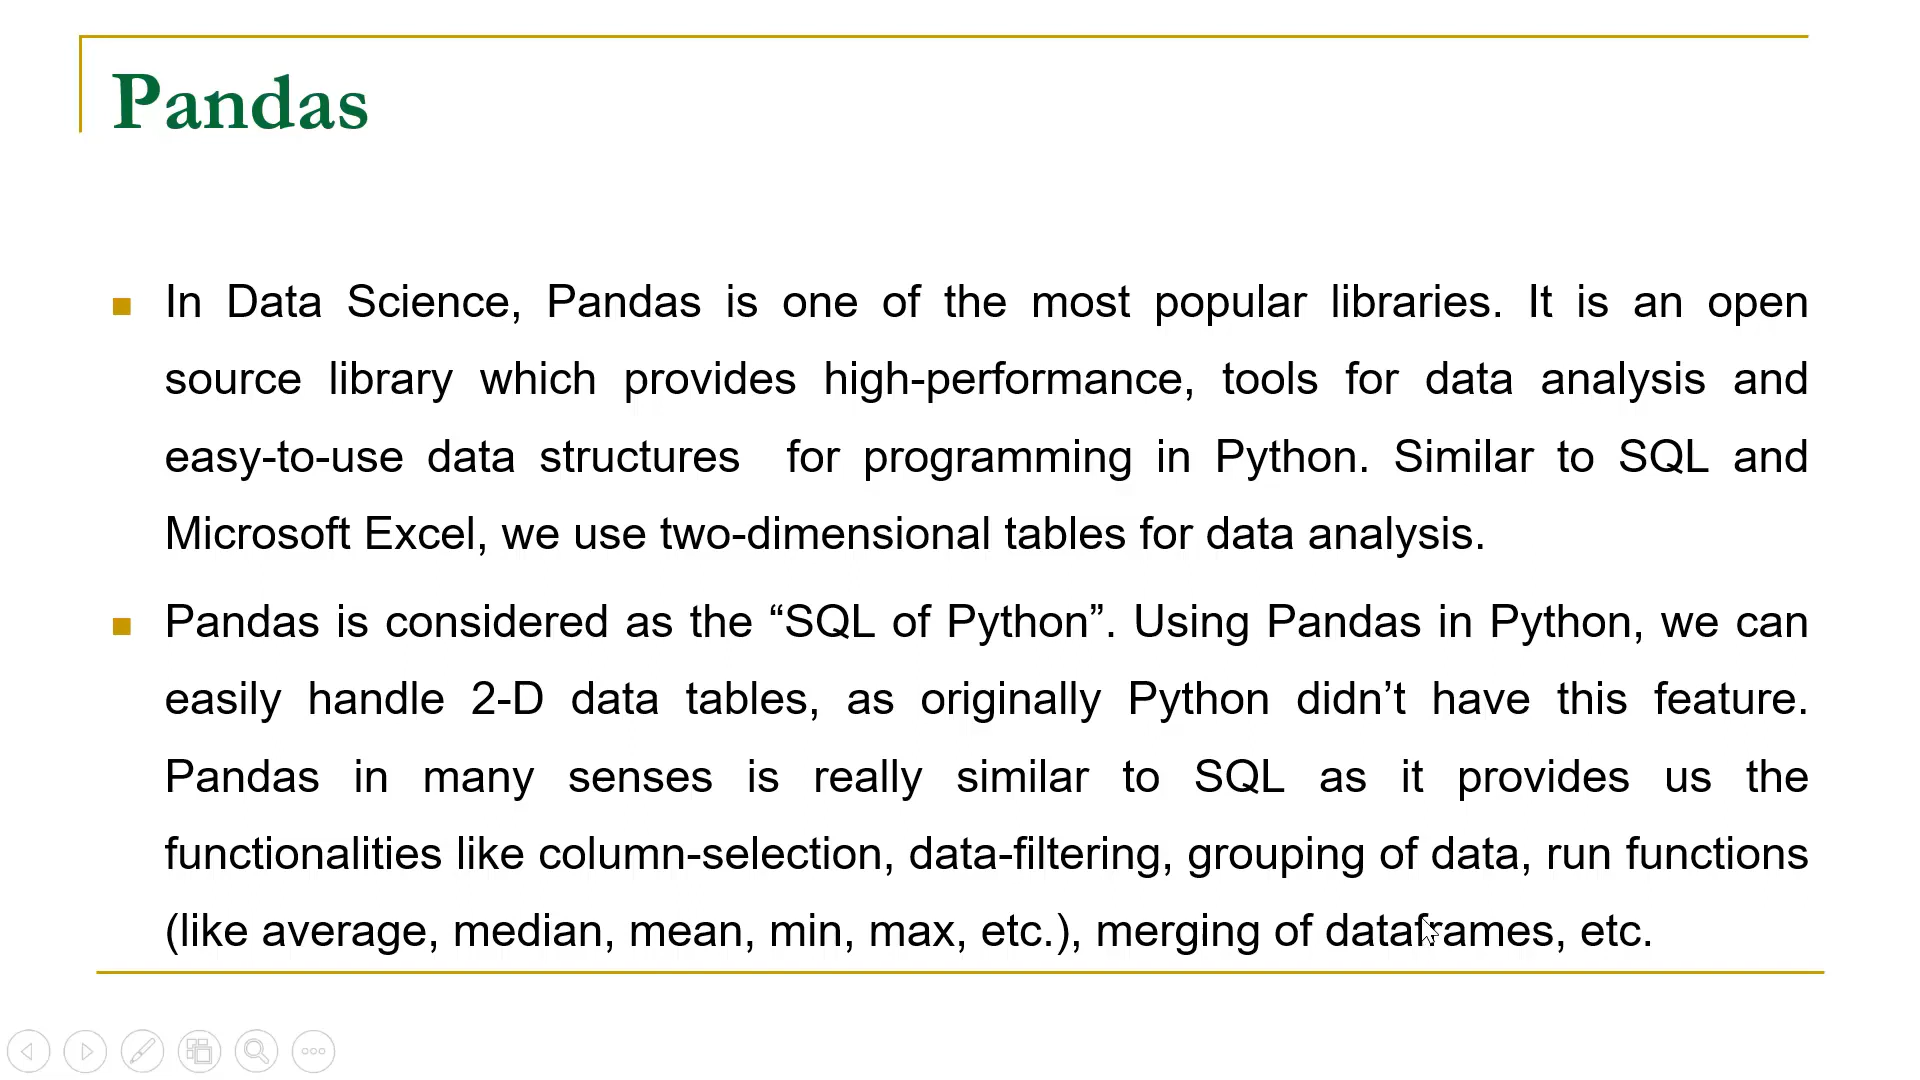 Pandas
In Data Science, Pandas is one of the most popular libraries. It is an open
source library which provides high-performance, tools for data analysis and
easy-to-use data structures for programming in Python. Similar to SQL and
Microsoft Excel, we use two-dimensional tables for data analysis.
Pandas is considered as the “SQL of Python”. Using Pandas in Python, we can
easily handle 2-D data tables, as originally Python didn’t have this feature.
Pandas in many senses is really similar to SQL as it provides us the
functionalities like column-selection, data-filtering, grouping of data, run functions
(like average, median, mean, min, max, etc.), merging of dataframes, etc.